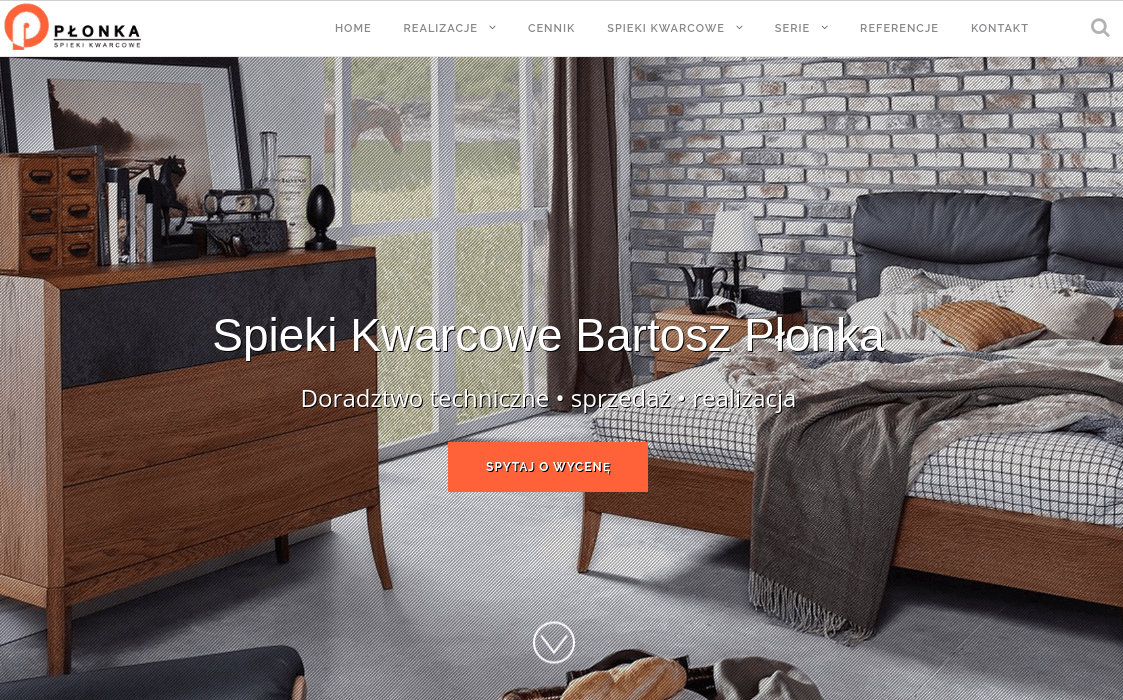 PŁONKA
SPIEKI KWARCOWE
HOME REALIZACJE CENNIK SPIEKI KWARCOWE SERIE REFERENCJE KONTAKT
Spieki Kwarcowe Bartosz Płonka
Doradztwo techniczne • sprzedaż • realizacja
SPYTAJ O WYCENĘ